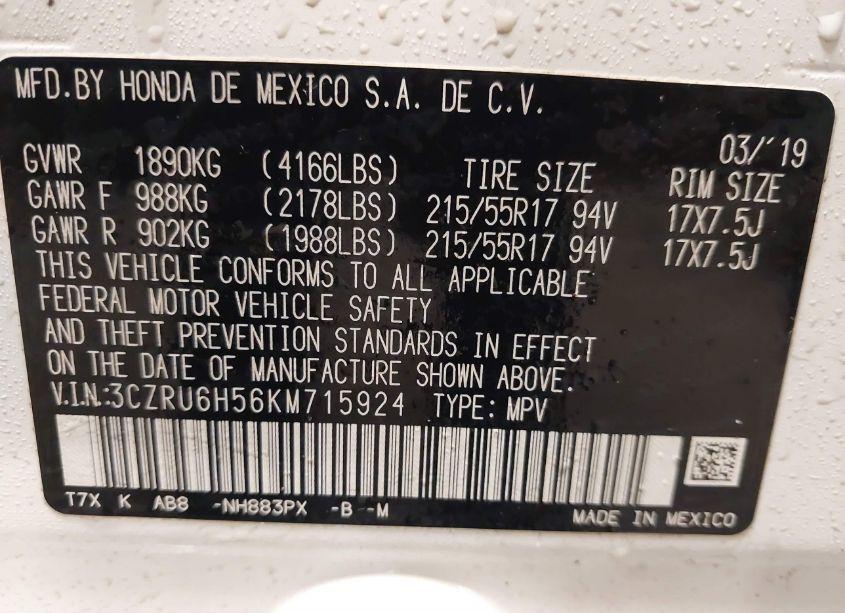 MFD.BY HONDA DE MEXICO S.A. DE C.V.
03/'19
GVWR 1890KG (4166LBS) TIRE SIZE RIM SIZE
GAWR F 988KG (2178LBS) 215/55R17 94V 17X7.5J
GAWR R 902KG (1988LBS) 215/55R17 94V 17X7.5J
THIS VEHICLE CONFORMS TO ALL APPLICABLE
FEDERAL MOTOR VEHICLE SAFETY
AND THEFT PREVENTION STANDARDS IN EFFECT
ON THE DATE OF MANUFACTURE SHOWN ABOVE.
V.I.N.:3CZRU6H56KM715924 TYPE: MPV
T7X K AB8 -NH883PX -B -M
MADE IN MEXICO